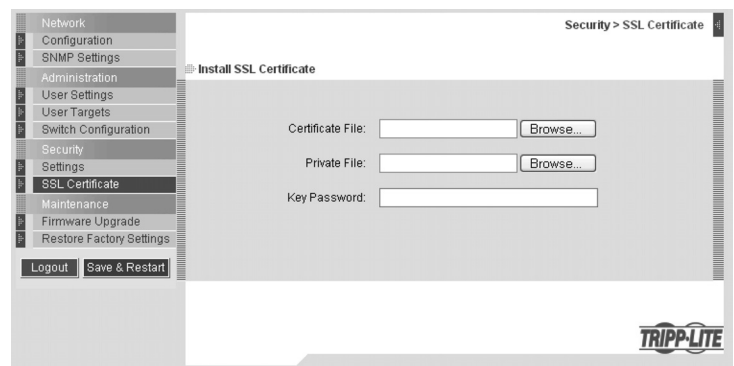 Network
Configuration
SNMP Settings
Administration
User Settings
User Targets
Switch Configuration
Security
Settings
SSL Certificate
Maintenance
Firmware Upgrade
Restore Factory Settings
Logout
Save & Restart
Security > SSL Certificate
Install SSL Certificate
Certificate File:
Browse...
Private File:
Browse...
Key Password:
TRIPP·LITE